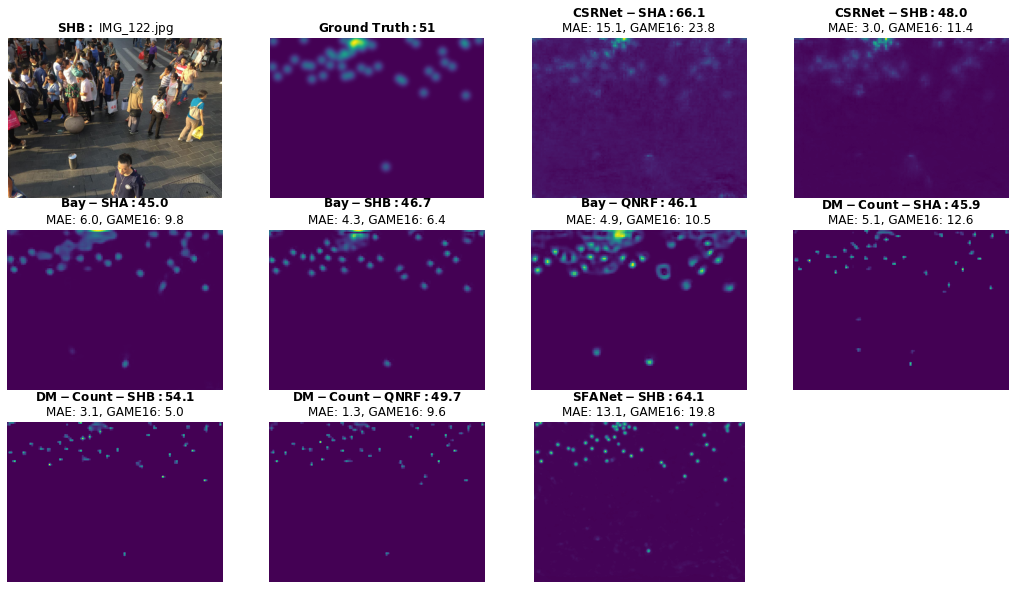 SHB: IMG_122.jpg
Ground Truth: 51
CSRNet-SHA: 66.1
MAE: 15.1, GAME16: 23.8
CSRNet-SHB: 48.0
MAE: 3.0, GAME16: 11.4
Bay-SHA: 45.0
MAE: 6.0, GAME16: 9.8
Bay-SHB: 46.7
MAE: 4.3, GAME16: 6.4
Bay-QNRF: 46.1
MAE: 4.9, GAME16: 10.5
DM-Count-SHA: 45.9
MAE: 5.1, GAME16: 12.6
DM-Count-SHB: 54.1
MAE: 3.1, GAME16: 5.0
DM-Count-QNRF: 49.7
MAE: 1.3, GAME16: 9.6
SFANet-SHB: 64.1
MAE: 13.1, GAME16: 19.8